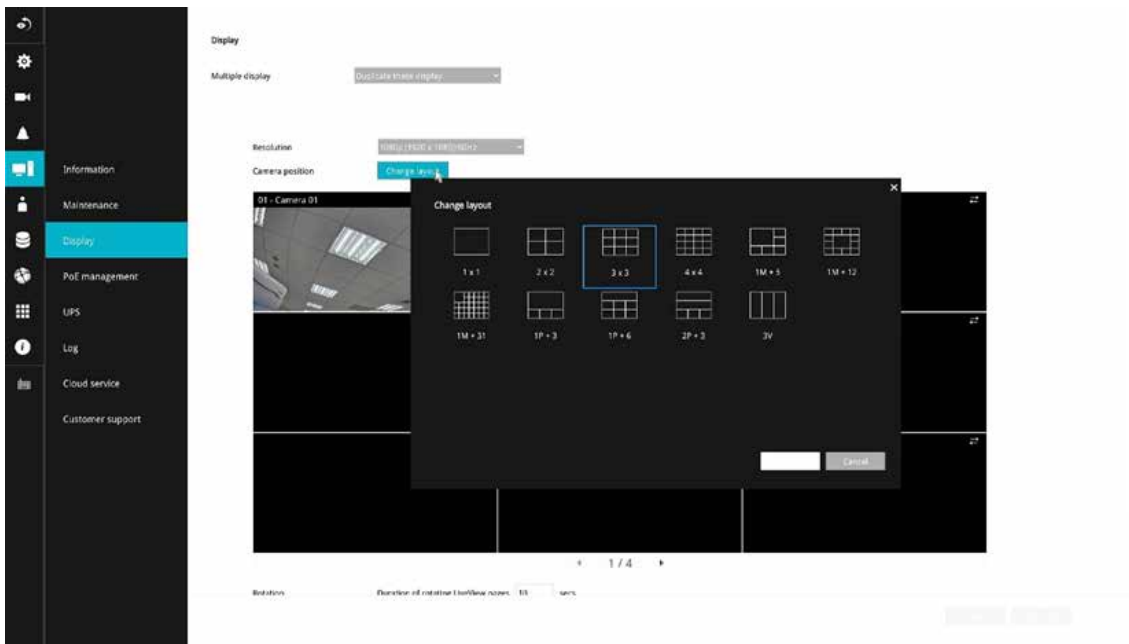 Display
Multiple display
Duplicate these display
Resolution
Camera position
Change layout
Information
Maintenance
Display
PoE management
UPS
Log
Cloud service
Customer support
01 - Camera 01
Change layout
1 x 1
2 x 2
3 x 3
4 x 4
1M + 5
1M + 12
1M + 31
1P + 3
1P + 6
2P + 3
3V
Cancel
1 / 4
Rotation
Duration of rotating LiveView pages
10
secs